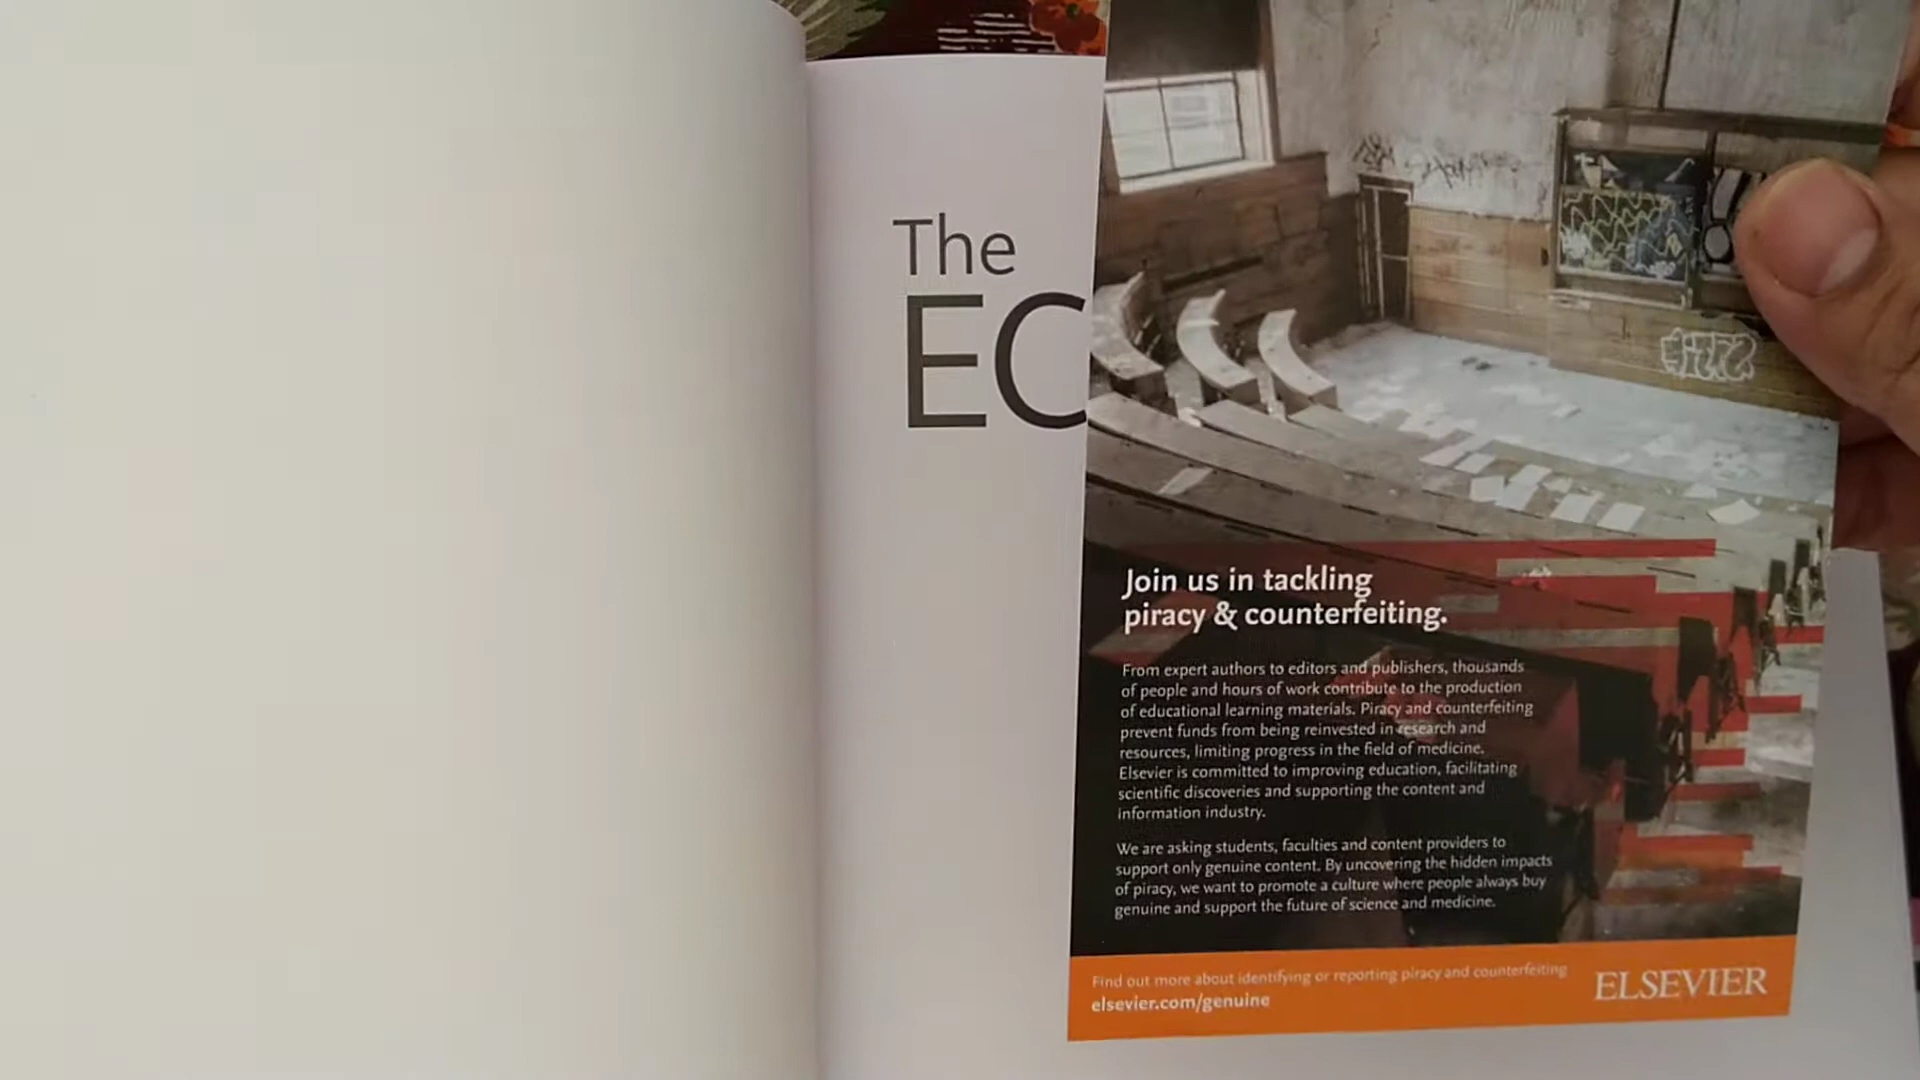 The
EC
Join us in tackling
piracy & counterfeiting.
From expert authors to editors and publishers, thousands
of people and hours of work contribute to the production
of educational learning materials. Piracy and counterfeiting
prevent funds from being reinvested in research and
resources, limiting progress in the field of medicine.
Elsevier is committed to improving education, facilitating
scientific discoveries and supporting the content and
information industry.
We are asking students, faculties and content providers to
support only genuine content. By uncovering the hidden impacts
of piracy, we want to promote a culture where people always buy
genuine and support the future of science and medicine.
Find out more about identifying or reporting piracy and counterfeiting
elsevier.com/genuine
ELSEVIER